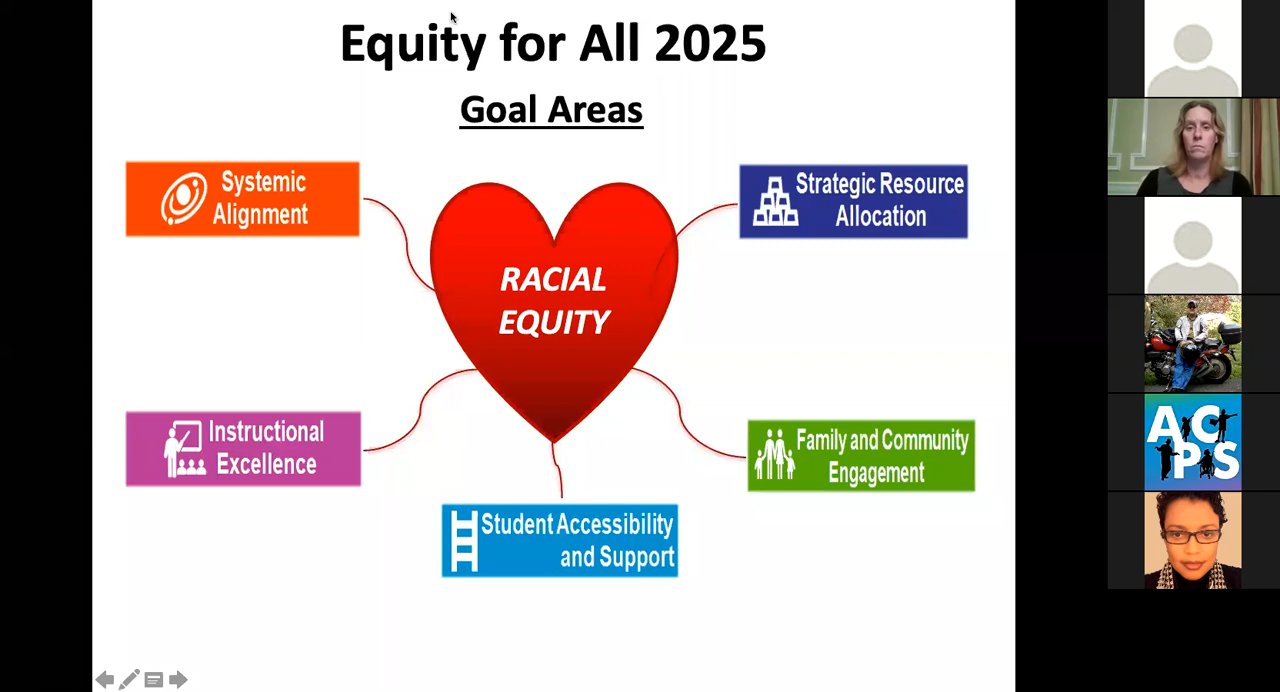 Equity for All 2025
Goal Areas
Systemic
Alignment
Strategic Resource
Allocation
RACIAL
EQUITY
Instructional
Excellence
Family and Community
Engagement
Student Accessibility
and Support
AC
PS